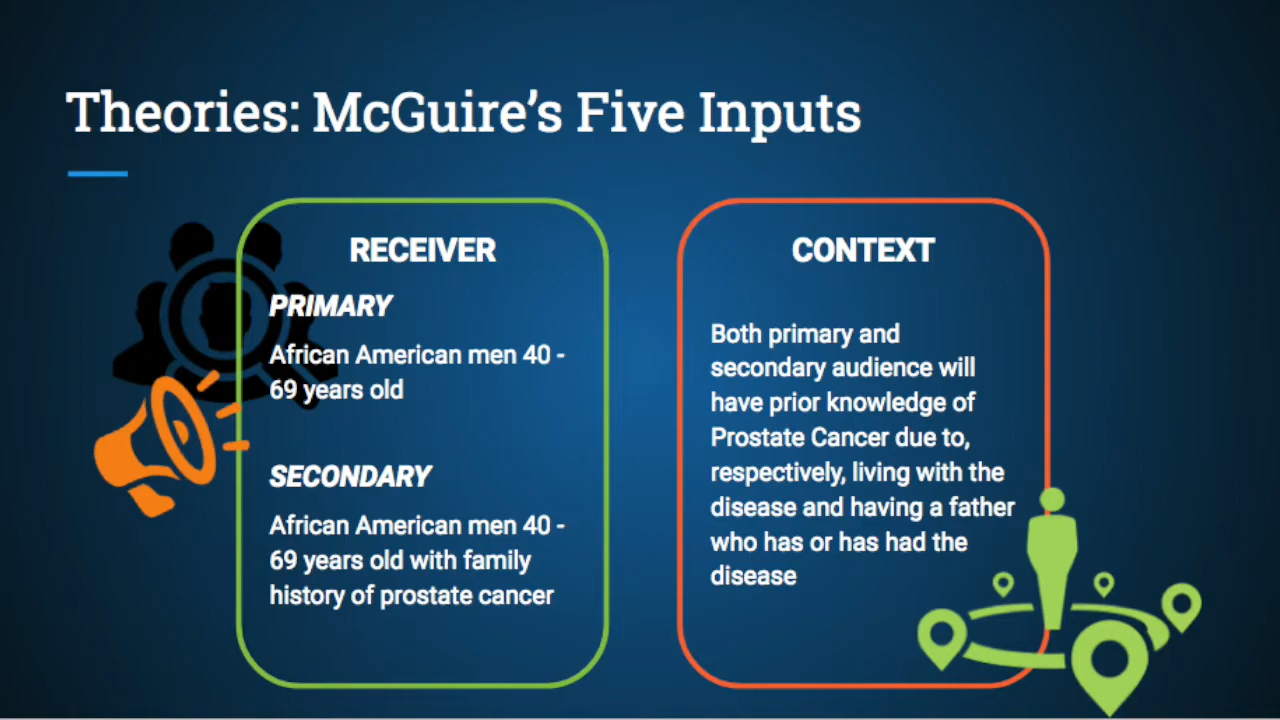 Theories: McGuire's Five Inputs
RECEIVER
PRIMARY
African American men 40 -
69 years old
SECONDARY
African American men 40 -
69 years old with family
history of prostate cancer
CONTEXT
Both primary and
secondary audience will
have prior knowledge of
Prostate Cancer due to,
respectively, living with the
disease and having a father
who has or has had the
disease